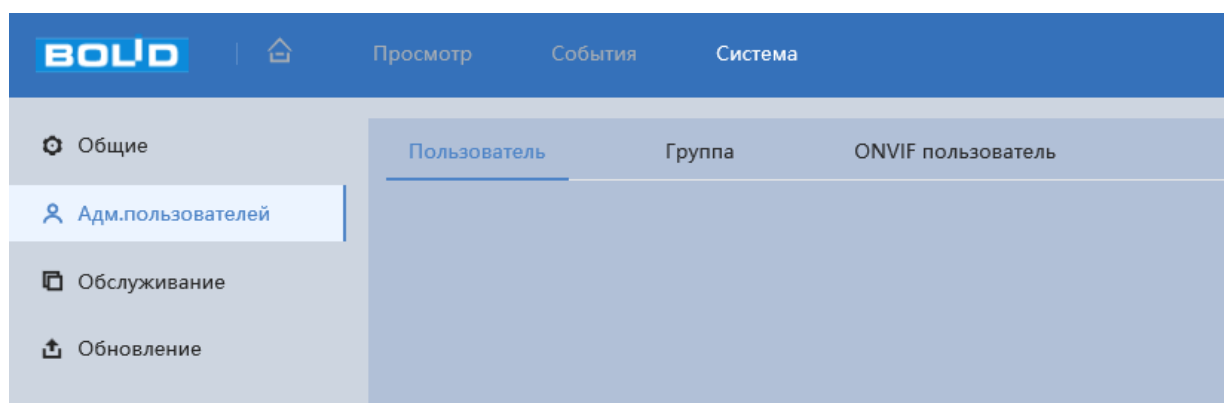 BOLID Просмотр События Система
Общие
Пользователь Группа ONVIF пользователь
Адм.пользователей
Обслуживание
Обновление